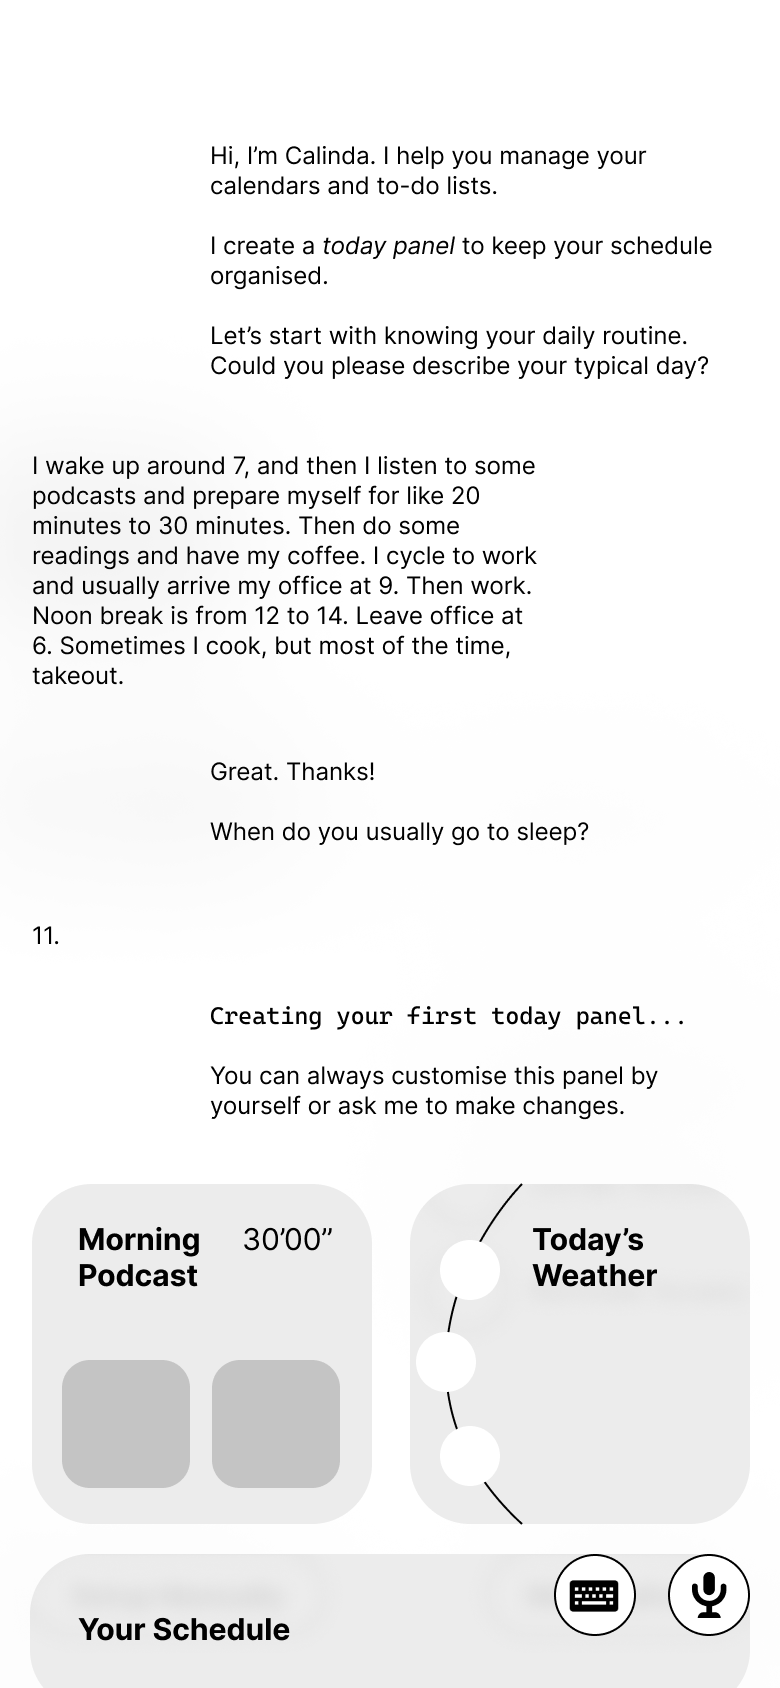 Hi, I’m Calinda. I help you manage your
calendars and to-do lists.
I create a today panel to keep your schedule
organised.
Let’s start with knowing your daily routine.
Could you please describe your typical day?
I wake up around 7, and then I listen to some
podcasts and prepare myself for like 20
minutes to 30 minutes. Then do some
readings and have my coffee. I cycle to work
and usually arrive my office at 9. Then work.
Noon break is from 12 to 14. Leave office at
6. Sometimes I cook, but most of the time,
takeout.
Great. Thanks!
When do you usually go to sleep?
11.
Creating your first today panel...
You can always customise this panel by
yourself or ask me to make changes.
Morning 30’00”
Podcast
Today’s
Weather
Your Schedule